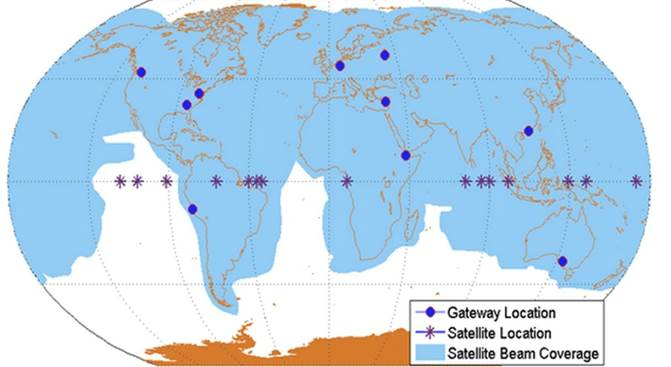 Gateway Location
Satellite Location
Satellite Beam Coverage